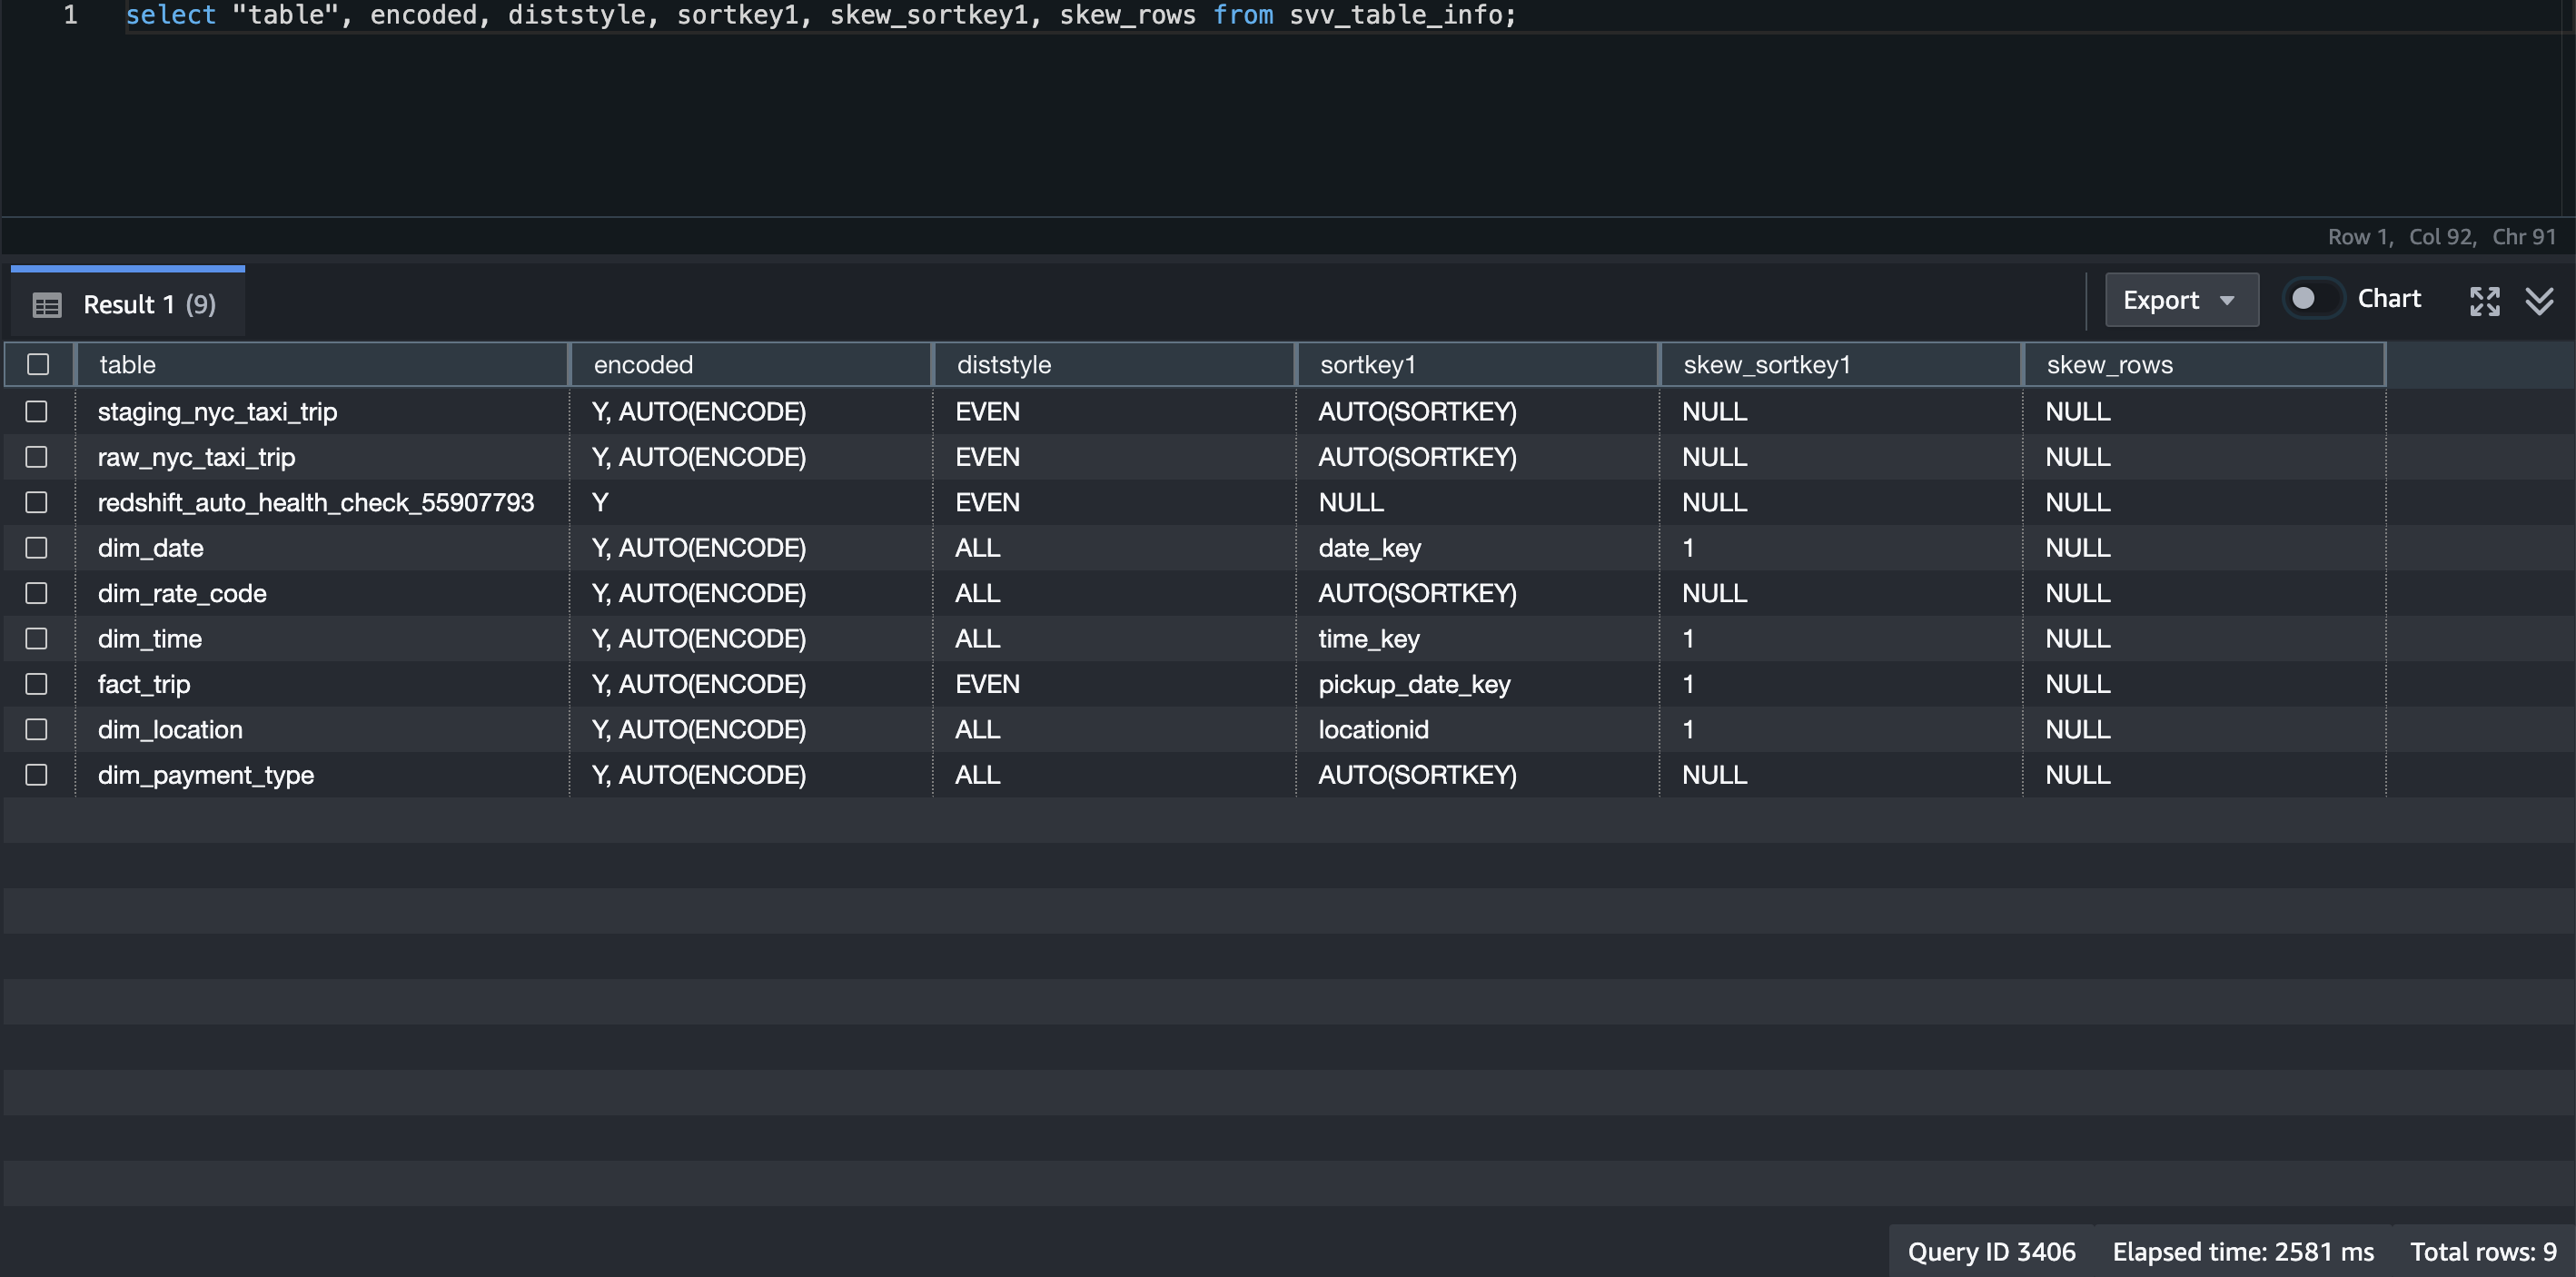 1 select "table", encoded, diststyle, sortkey1, skew_sortkey1, skew_rows from svv_table_info;
Row 1, Col 92, Chr 91
Result 1 (9)
Export Chart
table encoded diststyle sortkey1 skew_sortkey1 skew_rows
staging_nyc_taxi_trip Y, AUTO(ENCODE) EVEN AUTO(SORTKEY) NULL NULL
raw_nyc_taxi_trip Y, AUTO(ENCODE) EVEN AUTO(SORTKEY) NULL NULL
redshift_auto_health_check_55907793 Y EVEN NULL NULL NULL
dim_date Y, AUTO(ENCODE) ALL date_key 1 NULL
dim_rate_code Y, AUTO(ENCODE) ALL AUTO(SORTKEY) NULL NULL
dim_time Y, AUTO(ENCODE) ALL time_key 1 NULL
fact_trip Y, AUTO(ENCODE) EVEN pickup_date_key 1 NULL
dim_location Y, AUTO(ENCODE) ALL locationid 1 NULL
dim_payment_type Y, AUTO(ENCODE) ALL AUTO(SORTKEY) NULL NULL
Query ID 3406 Elapsed time: 2581 ms Total rows: 9